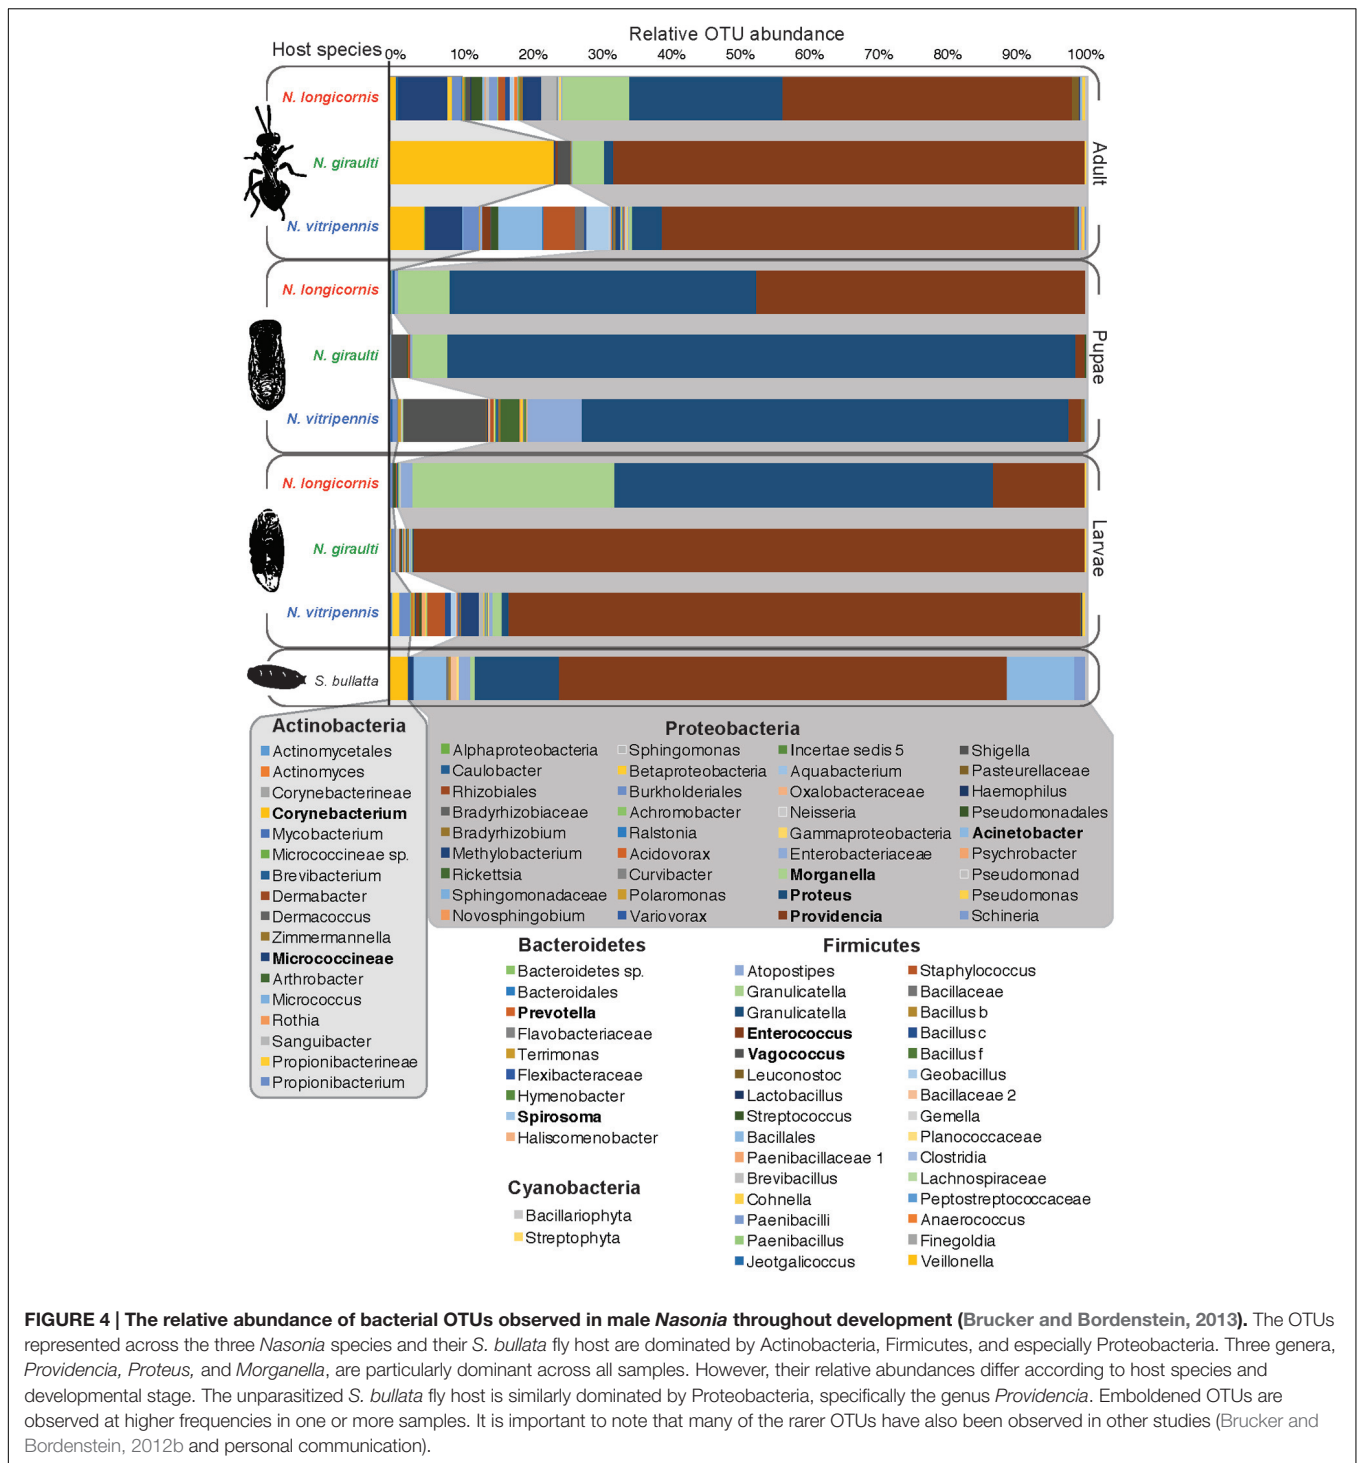 Relative OTU abundance
Host species
0% 10% 20% 30% 40% 50% 60% 70% 80% 90% 100%
N. longicornis
N. giraulti
N. vitripennis
Adult
N. longicornis
N. giraulti
N. vitripennis
Pupae
N. longicornis
N. giraulti
N. vitripennis
Larvae
S. bullatta
Actinobacteria
Actinomycetales
Actinomyces
Corynebacterineae
Corynebacterium
Mycobacterium
Micrococcineae sp.
Brevibacterium
Dermabacter
Dermacoccus
Zimmermannella
Micrococcineae
Arthrobacter
Micrococcus
Rothia
Sanguibacter
Propionibacterineae
Propionibacterium
Proteobacteria
Alphaproteobacteria
Caulobacter
Rhizobiales
Bradyrhizobiaceae
Bradyrhizobium
Methylobacterium
Rickettsia
Sphingomonadaceae
Novosphingobium
Sphingomonas
Betaproteobacteria
Burkholderiales
Achromobacter
Ralstonia
Acidovorax
Curvibacter
Polaromonas
Variovorax
Incertae sedis 5
Aquabacterium
Oxalobacteraceae
Neisseria
Gammaproteobacteria
Enterobacteriaceae
Morganella
Proteus
Providencia
Shigella
Pasteurellaceae
Haemophilus
Pseudomonadales
Acinetobacter
Psychrobacter
Pseudomonad
Pseudomonas
Schineria
Bacteroidetes
Bacteroidetes sp.
Bacteroidales
Prevotella
Flavobacteriaceae
Terrimonas
Flexibacteraceae
Hymenobacter
Spirosoma
Haliscomenobacter
Cyanobacteria
Bacillariophyta
Streptophyta
Firmicutes
Atopostipes
Granulicatella
Granulicatella
Enterococcus
Vagococcus
Leuconostoc
Lactobacillus
Streptococcus
Bacillales
Paenibacillaceae 1
Brevibacillus
Cohnella
Paenibacilli
Paenibacillus
Jeotgalicoccus
Staphylococcus
Bacillaceae
Bacillus b
Bacillus c
Bacillus f
Geobacillus
Bacillaceae 2
Gemella
Planococcaceae
Clostridia
Lachnospiraceae
Peptostreptococcaceae
Anaerococcus
Finegoldia
Veillonella
FIGURE 4 | The relative abundance of bacterial OTUs observed in male Nasonia throughout development (Brucker and Bordenstein, 2013). The OTUs
represented across the three Nasonia species and their S. bullata fly host are dominated by Actinobacteria, Firmicutes, and especially Proteobacteria. Three genera,
Providencia, Proteus, and Morganella, are particularly dominant across all samples. However, their relative abundances differ according to host species and
developmental stage. The unparasitized S. bullata fly host is similarly dominated by Proteobacteria, specifically the genus Providencia. Emboldened OTUs are
observed at higher frequencies in one or more samples. It is important to note that many of the rarer OTUs have also been observed in other studies (Brucker and
Bordenstein, 2012b and personal communication).